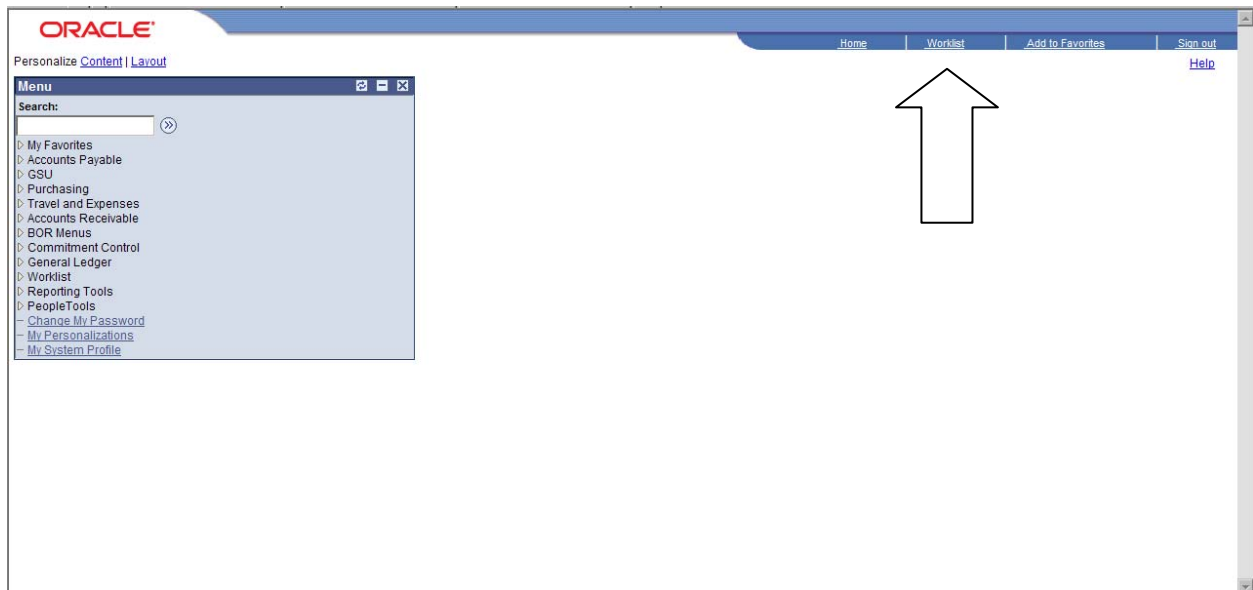 ORACLE
Home | Worklist | Add to Favorites | Sign out
Personalize Content | Layout
Help
Menu
Search:
My Favorites
Accounts Payable
GSU
Purchasing
Travel and Expenses
Accounts Receivable
BOR Menus
Commitment Control
General Ledger
Worklist
Reporting Tools
PeopleTools
Change My Password
My Personalizations
My System Profile